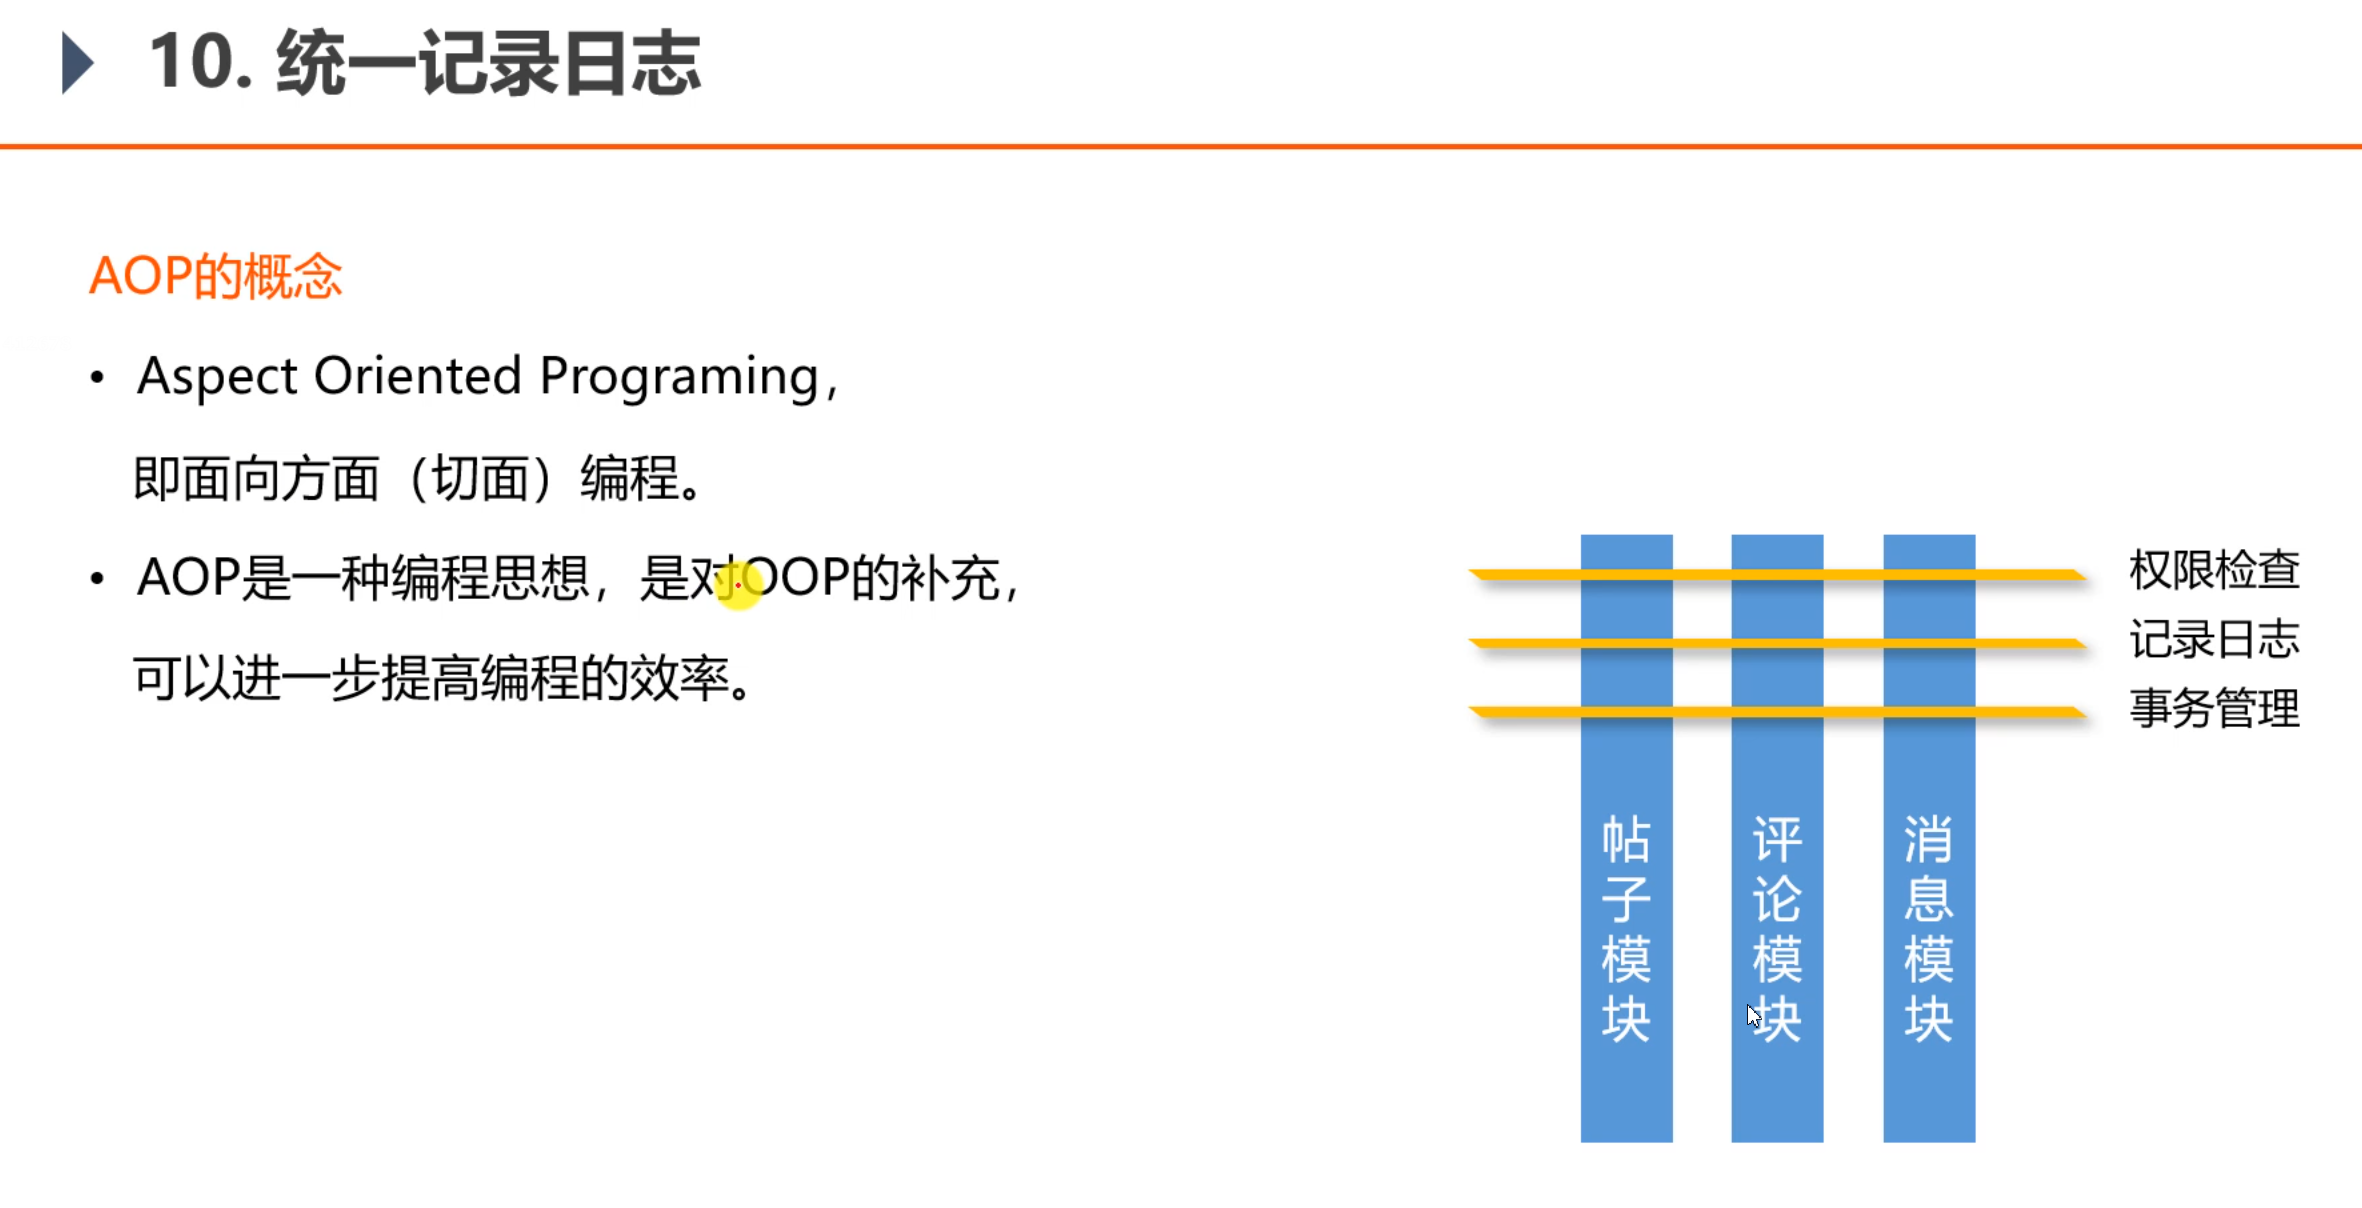 10. 统一记录日志
AOP的概念
• Aspect Oriented Programing，
即面向方面（切面）编程。
• AOP是一种编程思想，是对OOP的补充，
可以进一步提高编程的效率。
权限检查
记录日志
事务管理
帖子模块
评论模块
消息模块